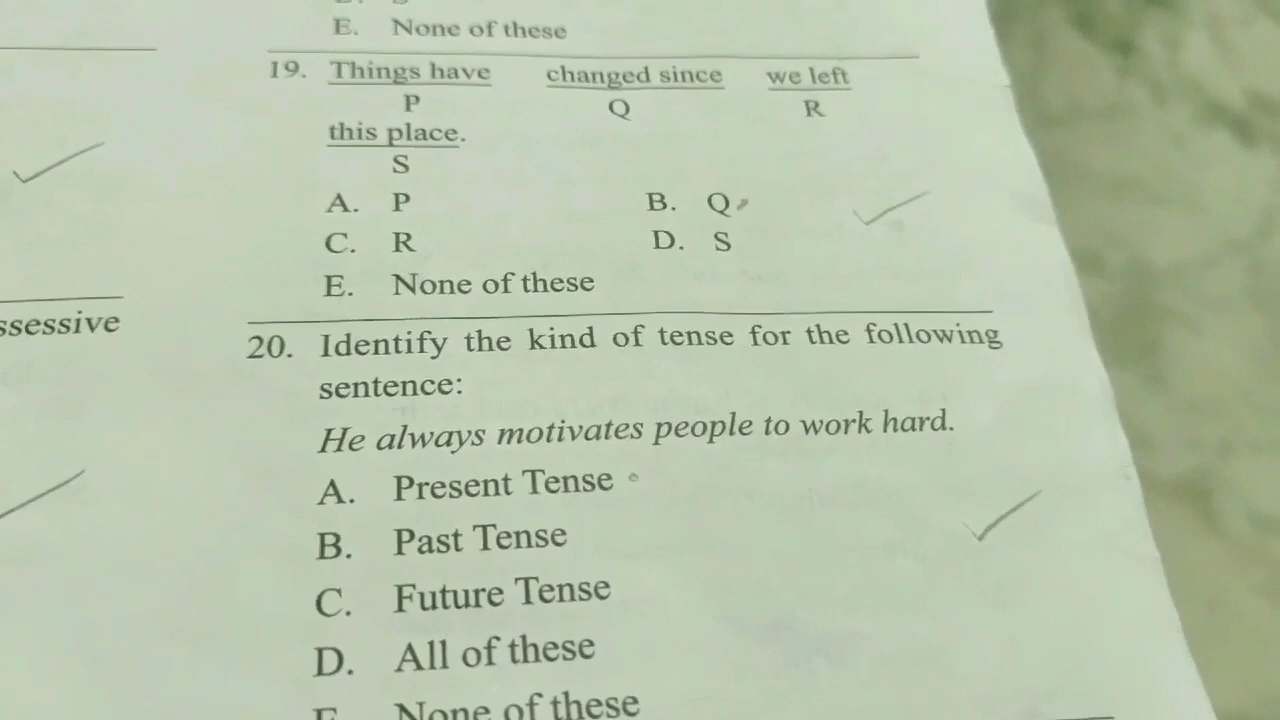 E. None of these
19. Things have changed since we left
P Q R
this place.
S
A. P B. Q
C. R D. S
E. None of these
ssessive
20. Identify the kind of tense for the following
sentence:
He always motivates people to work hard.
A. Present Tense
B. Past Tense
C. Future Tense
D. All of these
E. None of these